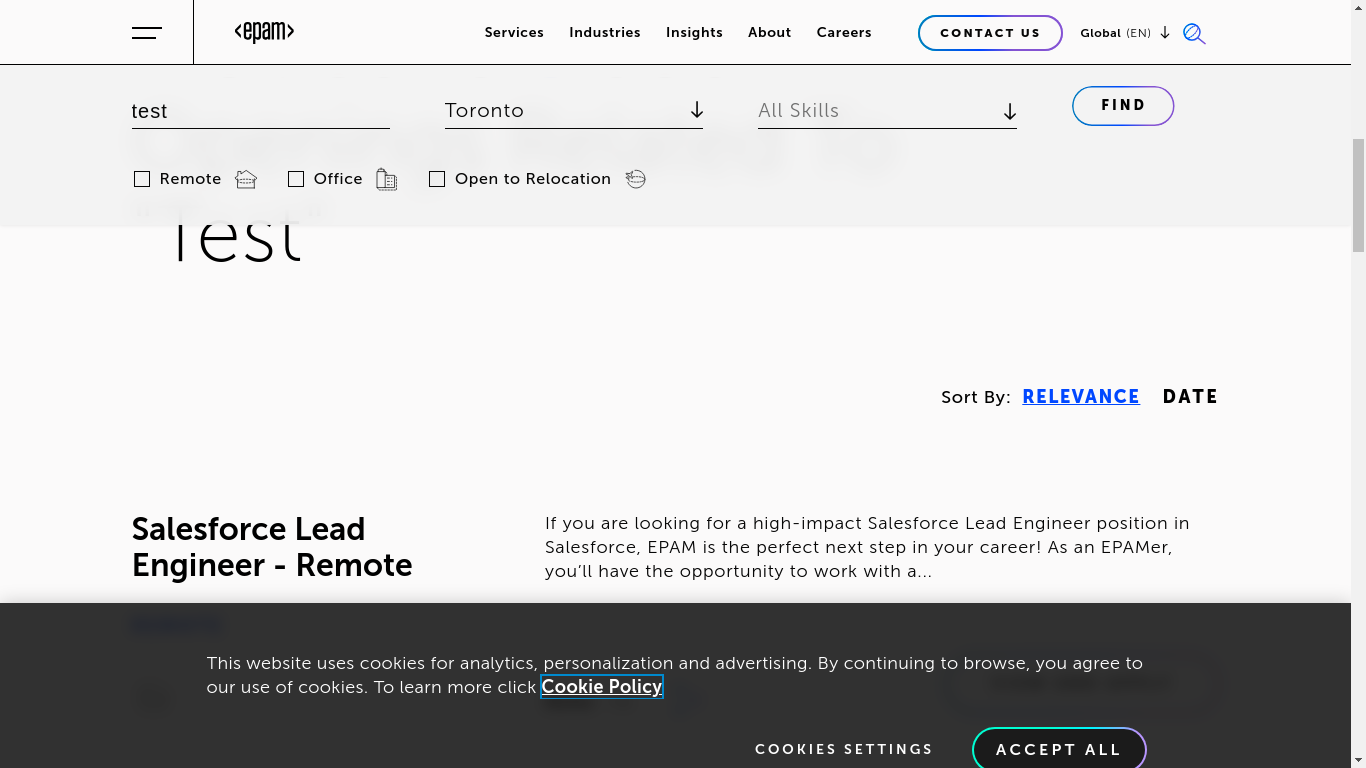 <epam>
Services Industries Insights About Careers CONTACT US Global (EN)
test Toronto All Skills FIND
Remote Office Open to Relocation
Test
Sort By: RELEVANCE DATE
Salesforce Lead
Engineer - Remote
If you are looking for a high-impact Salesforce Lead Engineer position in
Salesforce, EPAM is the perfect next step in your career! As an EPAMer,
you’ll have the opportunity to work with a...
This website uses cookies for analytics, personalization and advertising. By continuing to browse, you agree to
our use of cookies. To learn more click Cookie Policy
COOKIES SETTINGS ACCEPT ALL